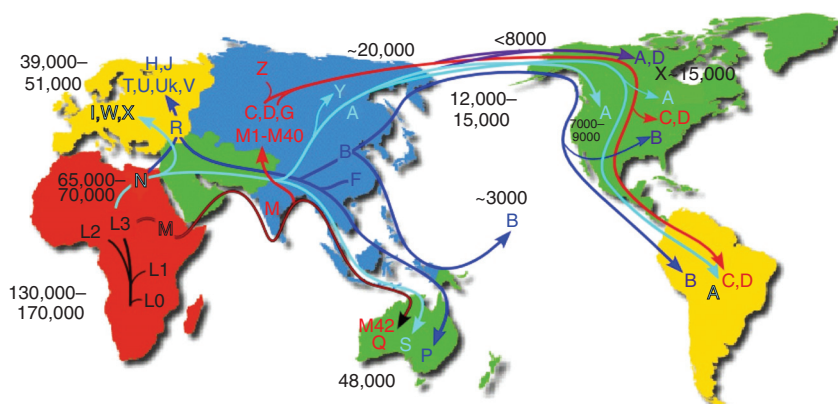 39,000–
51,000
H,J
T,U,Uk,V
I,W,X
R
Z
C,D,G
M1-M40
Y
A
~20,000
<8000
A,D
X~15,000
12,000–
15,000
A
A
C,D
7000–
9000
B
65,000–
70,000
N
B
F
M
~3000
B
L3
M
L2
L1
L0
130,000–
170,000
M42
Q
S
P
48,000
B
A
C,D